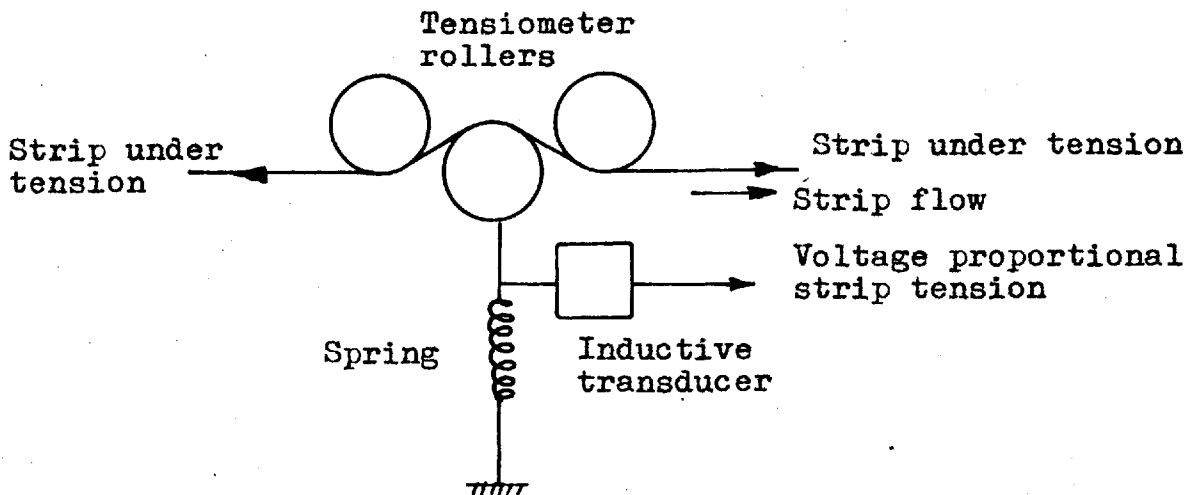 Tensiometer
rollers
Strip under
tension
Strip under tension
Strip flow
Voltage proportional
strip tension
Spring
Inductive
transducer